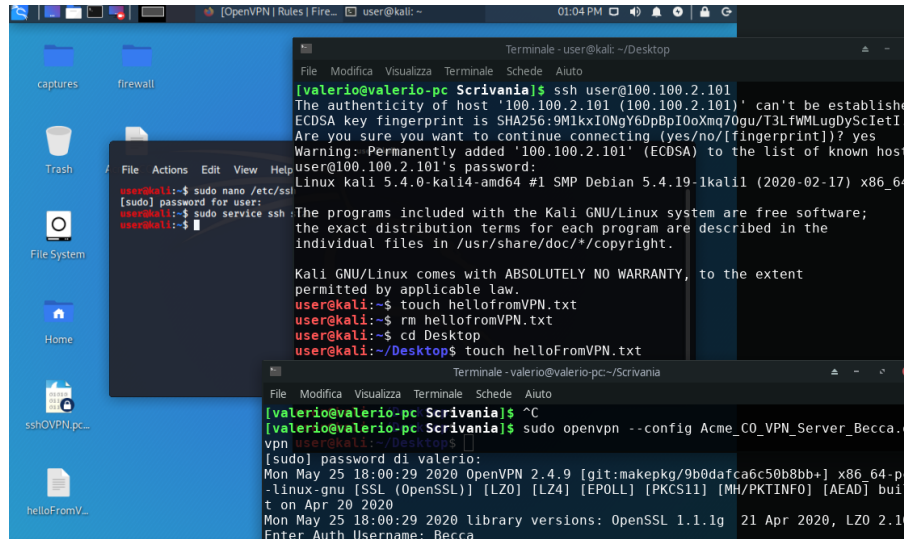 [OpenVPN | Rules | Fire...
user@kali: ~
01:04 PM
captures
firewall
Trash
File System
Home
sshOVPN.pc...
helloFromV...
File Actions Edit View Help
user@kali:~$ sudo nano /etc/ssh
[sudo] password for user:
user@kali:~$ sudo service ssh
user@kali:~$
Terminale - user@kali: ~/Desktop
File Modifica Visualizza Terminale Schede Aiuto
[valerio@valerio-pc Scrivania]$ ssh user@100.100.2.101
The authenticity of host '100.100.2.101 (100.100.2.101)' can't be establishe
ECDSA key fingerprint is SHA256:9M1kxIONgY6DpBpIOoXmq7Ogu/T3LfWMLugDyScIetI
Are you sure you want to continue connecting (yes/no/[fingerprint])? yes
Warning: Permanently added '100.100.2.101' (ECDSA) to the list of known host
user@100.100.2.101's password:
Linux kali 5.4.0-kali4-amd64 #1 SMP Debian 5.4.19-1kali1 (2020-02-17) x86_64
The programs included with the Kali GNU/Linux system are free software;
the exact distribution terms for each program are described in the
individual files in /usr/share/doc/*/copyright.
Kali GNU/Linux comes with ABSOLUTELY NO WARRANTY, to the extent
permitted by applicable law.
user@kali:~$ touch hellofromVPN.txt
user@kali:~$ rm hellofromVPN.txt
user@kali:~$ cd Desktop
user@kali:~/Desktop$ touch helloFromVPN.txt
Terminale - valerio@valerio-pc:~/Scrivania
File Modifica Visualizza Terminale Schede Aiuto
[valerio@valerio-pc Scrivania]$ ^C
[valerio@valerio-pc Scrivania]$ sudo openvpn --config Acme_CO_VPN_Server_Becca.
vpn user@kali:~/Desktop$
[sudo] password di valerio:
Mon May 25 18:00:29 2020 OpenVPN 2.4.9 [git:makepkg/9b0dafca6c50b8bb+] x86_64-p
-linux-gnu [SSL (OpenSSL)] [LZO] [LZ4] [EPOLL] [PKCS11] [MH/PKTINFO] [AEAD] bui
t on Apr 20 2020
Mon May 25 18:00:29 2020 library versions: OpenSSL 1.1.1g 21 Apr 2020, LZO 2.1
Enter Auth Username: Becca